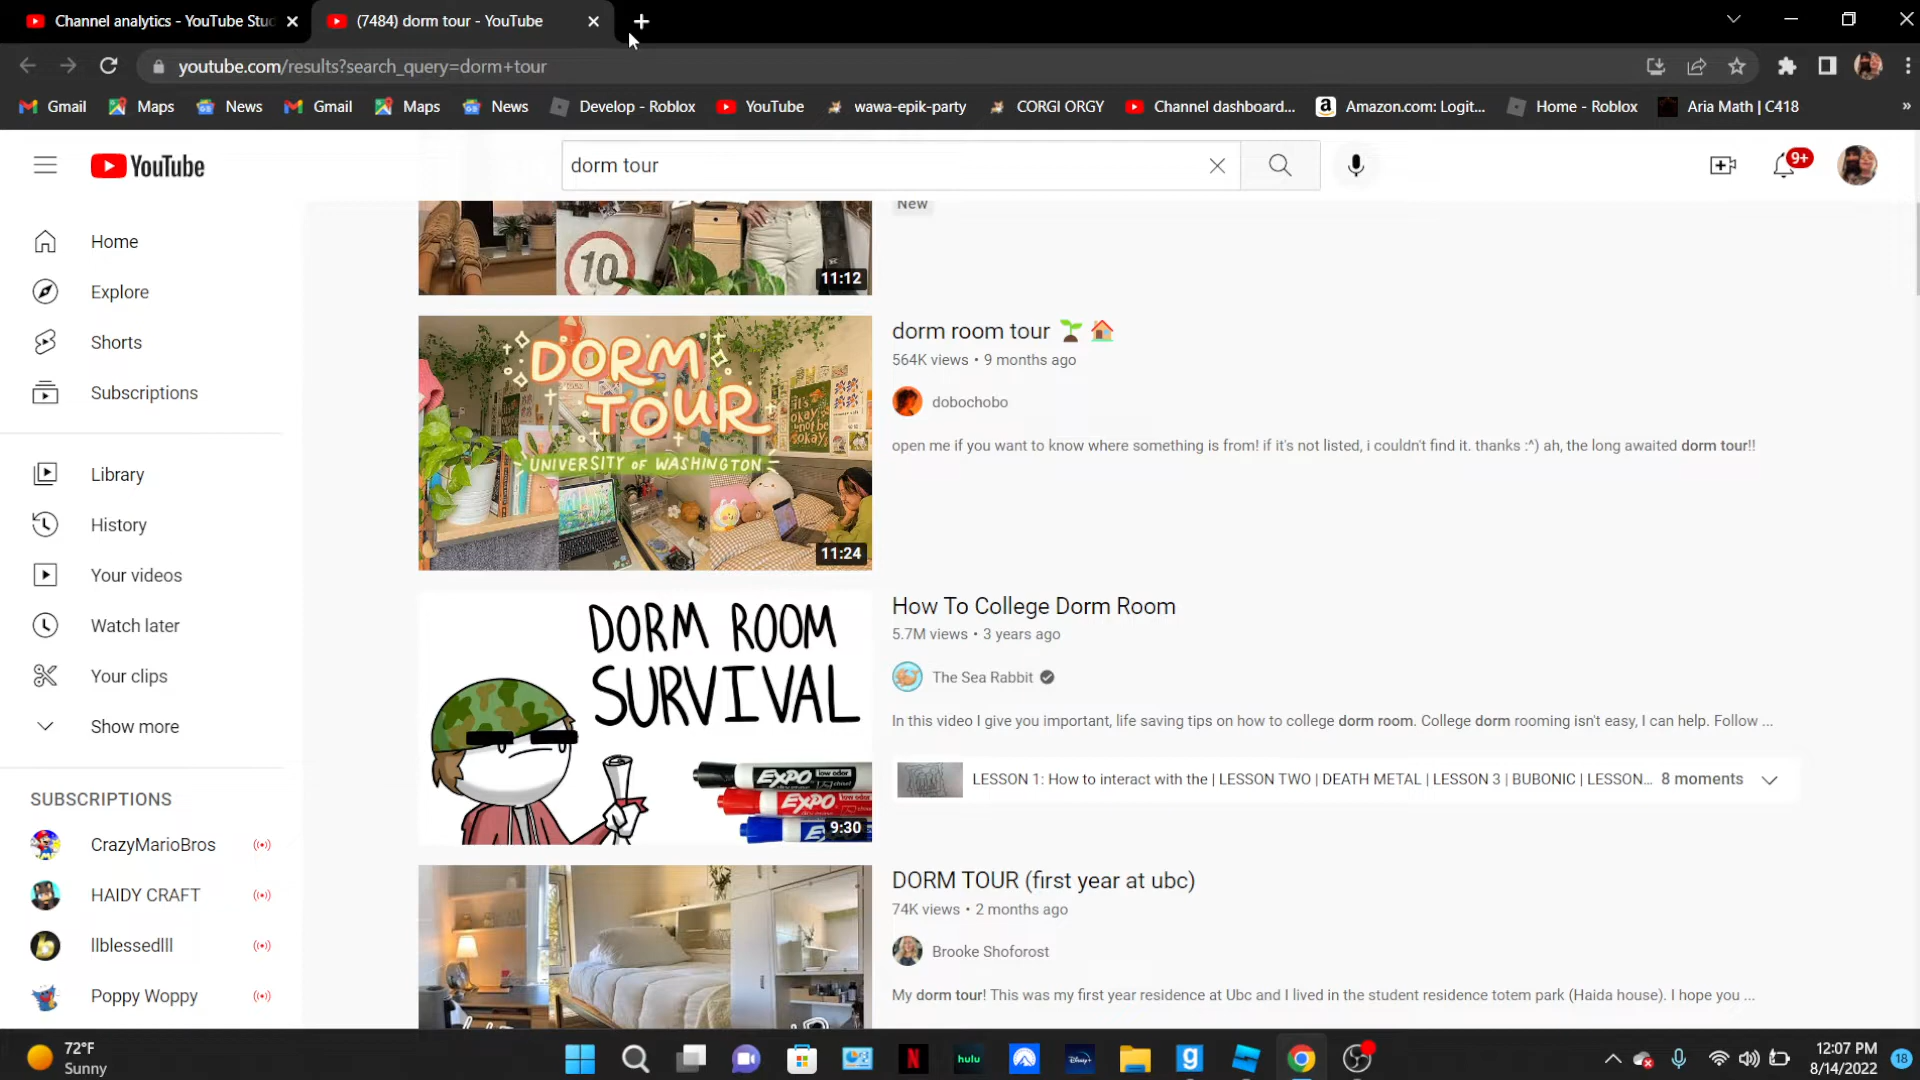 Channel analytics - YouTube Stud
(7484) dorm tour - YouTube
youtube.com/results?search_query=dorm+tour
Gmail Maps News Gmail Maps News Develop - Roblox YouTube wawa-epik-party CORGI ORGY Channel dashboard... Amazon.com: Logit... Home - Roblox Aria Math | C418 »
YouTube
dorm tour
9+
Home
Explore
Shorts
Subscriptions
Library
History
Your videos
Watch later
Your clips
Show more
SUBSCRIPTIONS
CrazyMarioBros
HAIDY CRAFT
llblessedlll
Poppy Woppy
10
11:12
New
DORM
TOUR
UNIVERSITY OF WASHINGTON
it's
okay
not be
okay.
11:24
dorm room tour
564K views • 9 months ago
dobochobo
open me if you want to know where something is from! if it's not listed, i couldn't find it. thanks :^) ah, the long awaited dorm tour!!
DORM ROOM
SURVIVAL
EXPO low odor
EXPO
9:30
How To College Dorm Room
5.7M views • 3 years ago
The Sea Rabbit
In this video I give you important, life saving tips on how to college dorm room. College dorm rooming isn't easy, I can help. Follow ...
LESSON 1: How to interact with the | LESSON TWO | DEATH METAL | LESSON 3 | BUBONIC | LESSON... 8 moments
DORM TOUR (first year at ubc)
74K views • 2 months ago
Brooke Shoforost
My dorm tour! This was my first year residence at Ubc and I lived in the student residence totem park (Haida house). I hope you ...
72°F
Sunny
N
hulu
Disney+
12:07 PM
8/14/2022
18